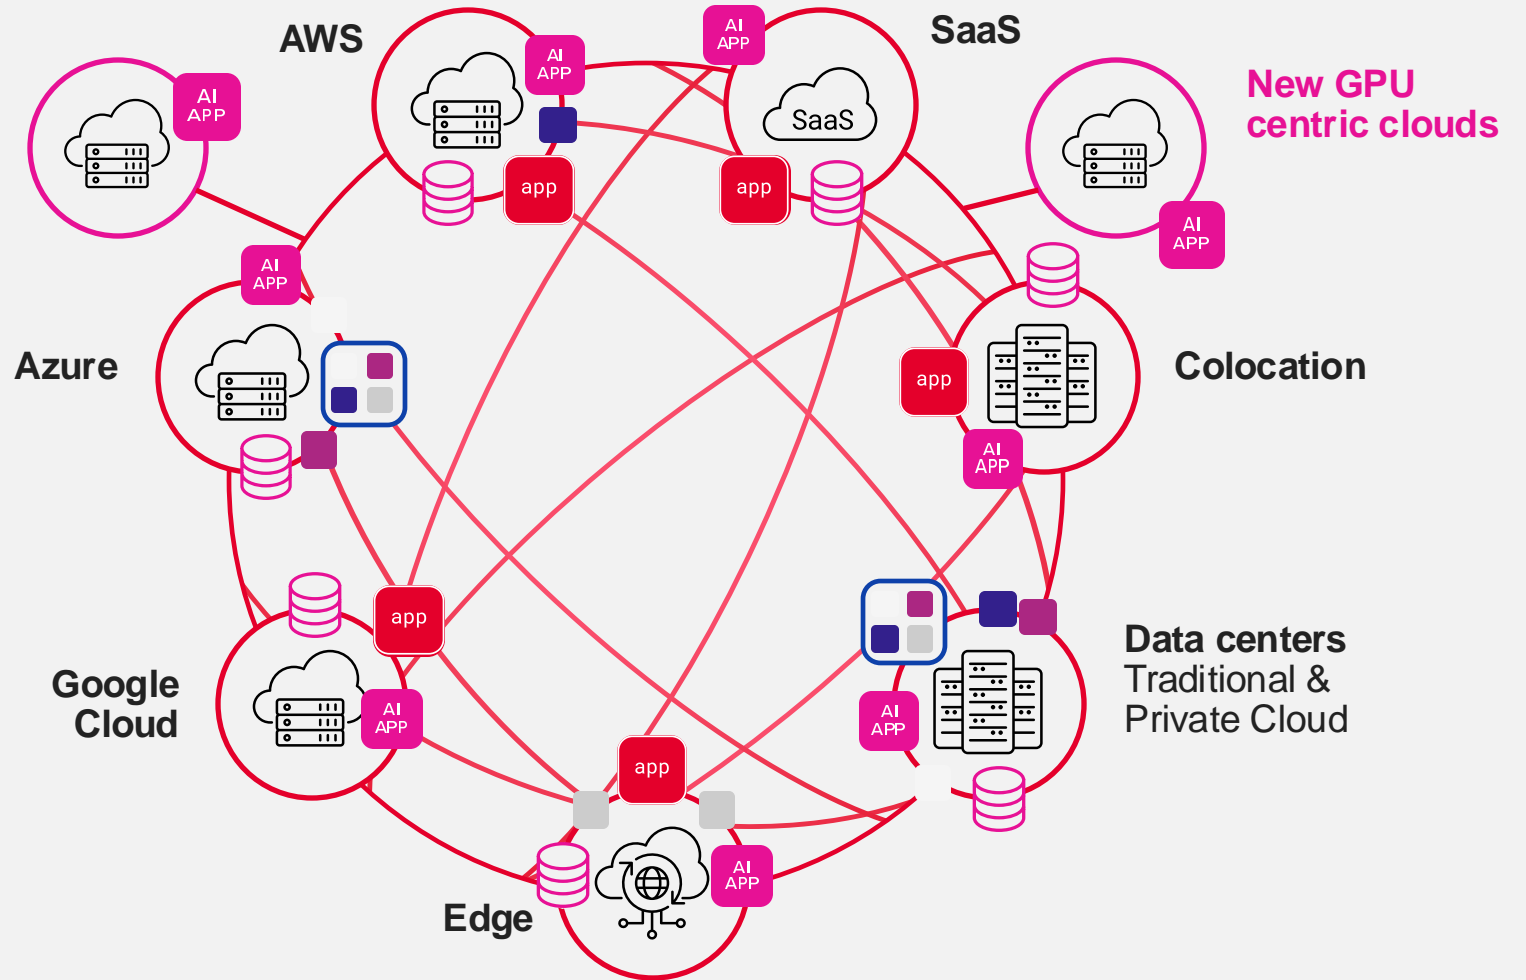 AWS
AI
APP
AI
APP
SaaS
AI
APP
SaaS
New GPU
centric clouds
app
app
AI
APP
AI
APP
Azure
app
Colocation
AI
APP
app
Google
Cloud
AI
APP
AI
APP
Data centers
Traditional &
Private Cloud
app
AI
APP
Edge